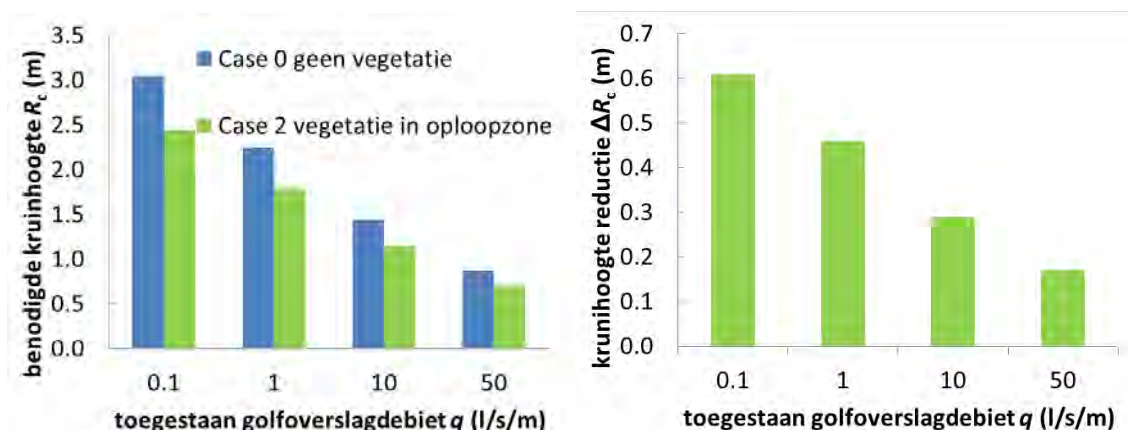 benodigde kruinhoogte Rc (m)
3.5
3.0
2.5
2.0
1.5
1.0
0.5
0.0
Case 0 geen vegetatie
Case 2 vegetatie in oploopzone
0.1 1 10 50
toegestaan golfoverslagdebiet q (l/s/m)
krunihoogte reductie ΔRc (m)
0.7
0.6
0.5
0.4
0.3
0.2
0.1
0.0
0.1 1 10 50
toegestaan golfoverslagdebiet q (l/s/m)